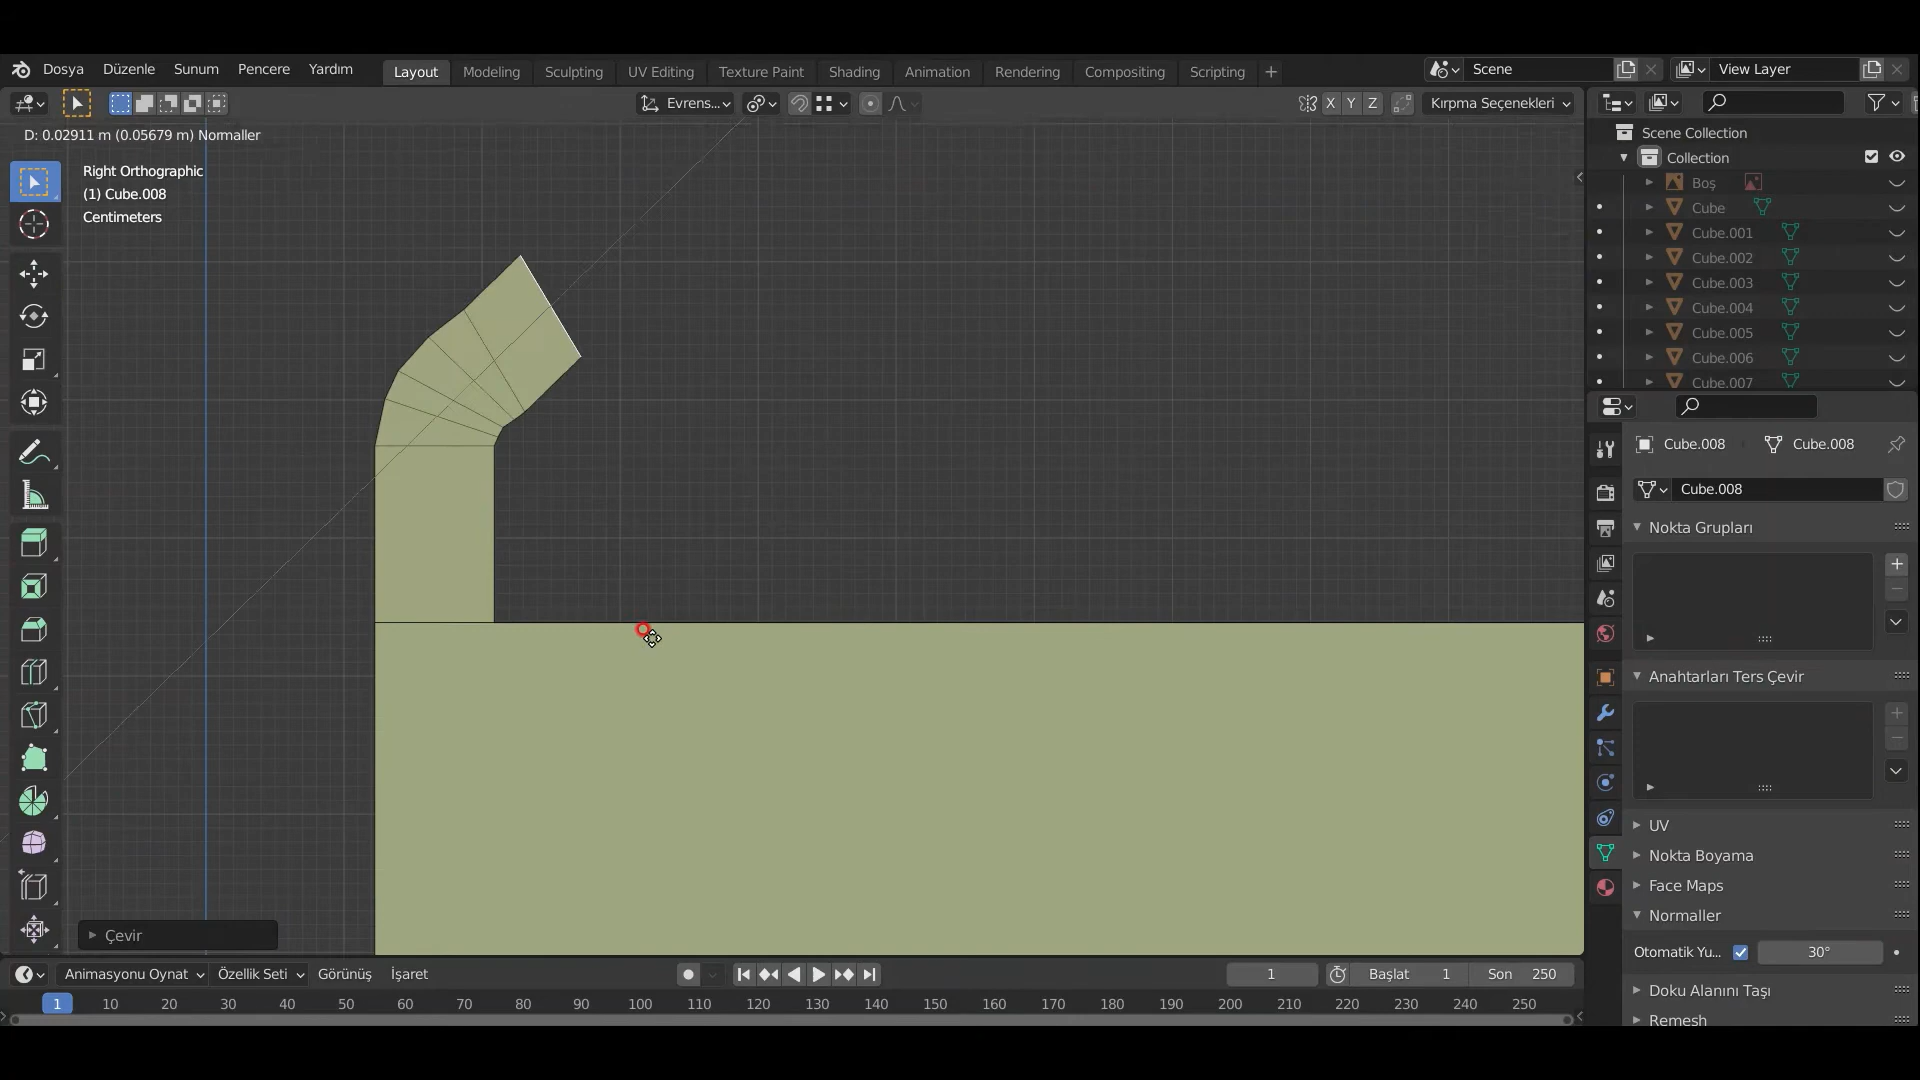 Dosya Düzenle Sunum Pencere Yardım Layout Modeling Sculpting UV Editing Texture Paint Shading Animation Rendering Compositing Scripting + Scene View Layer
Evrens... X Y Z Kırpma Seçenekleri
D: 0.02911 m (0.05679 m) Normaller
Right Orthographic
(1) Cube.008
Centimeters
Çevir
Scene Collection
Collection
Boş
Cube
Cube.001
Cube.002
Cube.003
Cube.004
Cube.005
Cube.006
Cube.007
Cube.008 Cube.008
Cube.008
Nokta Grupları
Anahtarları Ters Çevir
UV
Nokta Boyama
Face Maps
Normaller
Otomatik Yu... 30°
Doku Alanını Taşı
Remesh
Animasyonu Oynat Özellik Seti Görünüş İşaret 1 Başlat 1 Son 250
1 10 20 30 40 50 60 70 80 90 100 110 120 130 140 150 160 170 180 190 200 210 220 230 240 250